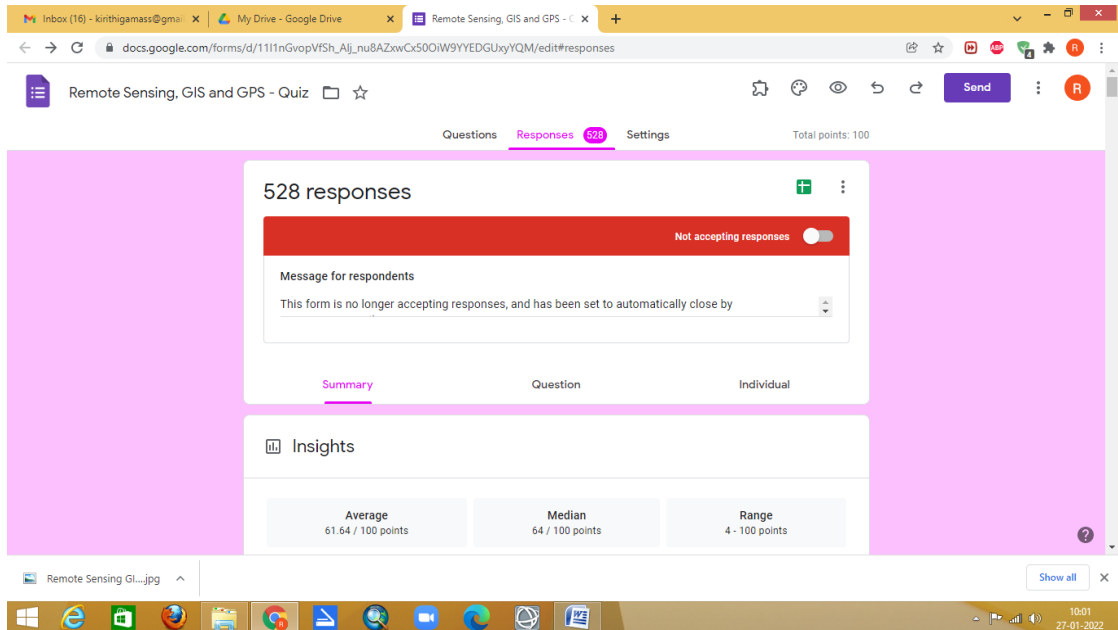 Inbox (16) - kirithigamass@gmai
My Drive - Google Drive
Remote Sensing, GIS and GPS - Q
docs.google.com/forms/d/11I1nGvopVfSh_Alj_nu8AZxwCx50OiW9YYEDGUxyYQM/edit#responses
ABP
4
R
Remote Sensing, GIS and GPS - Quiz
Send
R
Questions
Responses 528
Settings
Total points: 100
528 responses
Not accepting responses
Message for respondents
This form is no longer accepting responses, and has been set to automatically close by
Summary
Question
Individual
Insights
Average
61.64 / 100 points
Median
64 / 100 points
Range
4 - 100 points
Remote Sensing GI....jpg
Show all
10:01
27-01-2022